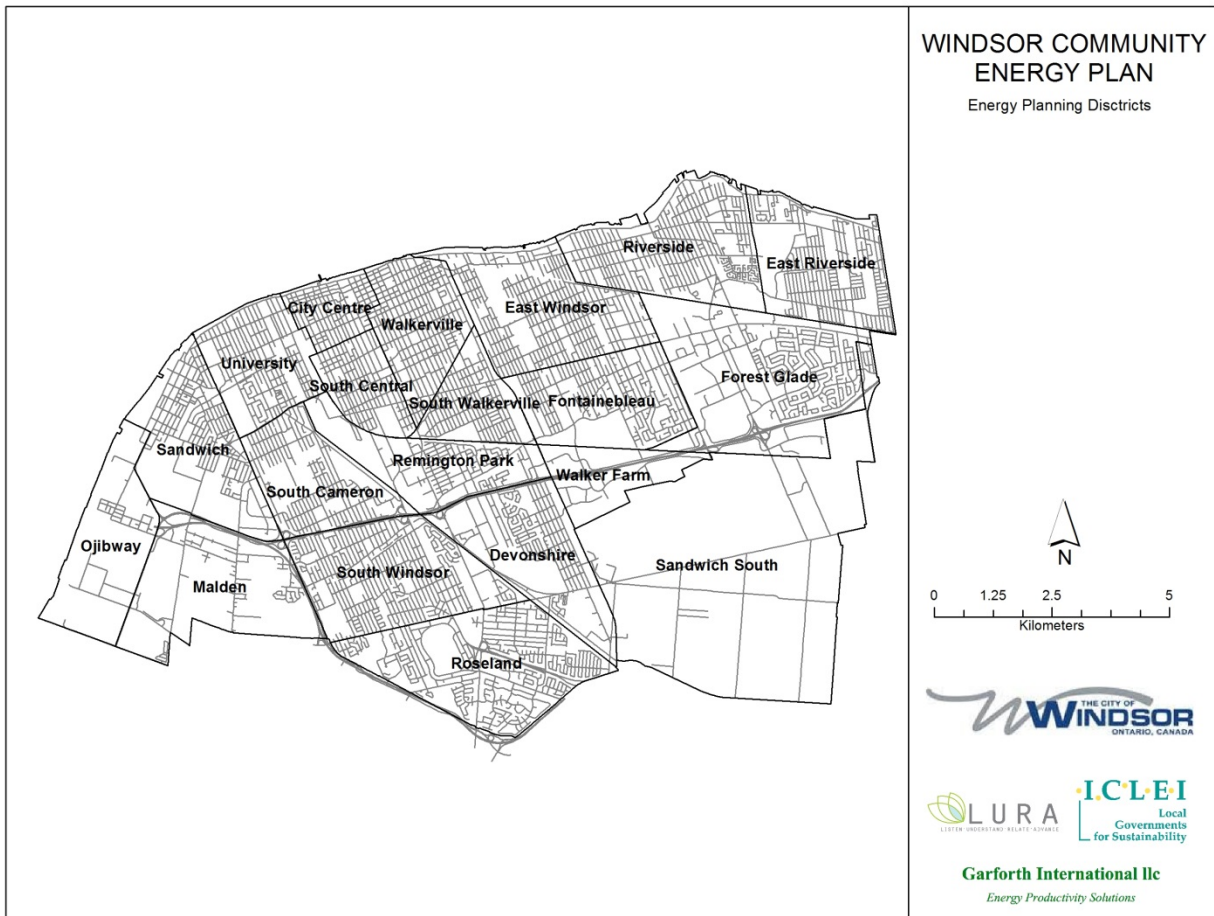 WINDSOR COMMUNITY
ENERGY PLAN
Energy Planning Disctricts
Riverside
East Riverside
City Centre
East Windsor
Walkerville
University
South Central
Forest Glade
South Walkerville
Fontainebleau
Sandwich
Remington Park
Walker Farm
South Cameron
Ojibway
Devonshire
Sandwich South
South Windsor
Malden
Roseland
N
0 1.25 2.5 5
Kilometers
THE CITY OF
WINDSOR
ONTARIO, CANADA
LURA
LISTEN·UNDERSTAND·RELATE·ADVANCE
I·C·L·E·I
Local
Governments
for Sustainability
Garforth International llc
Energy Productivity Solutions